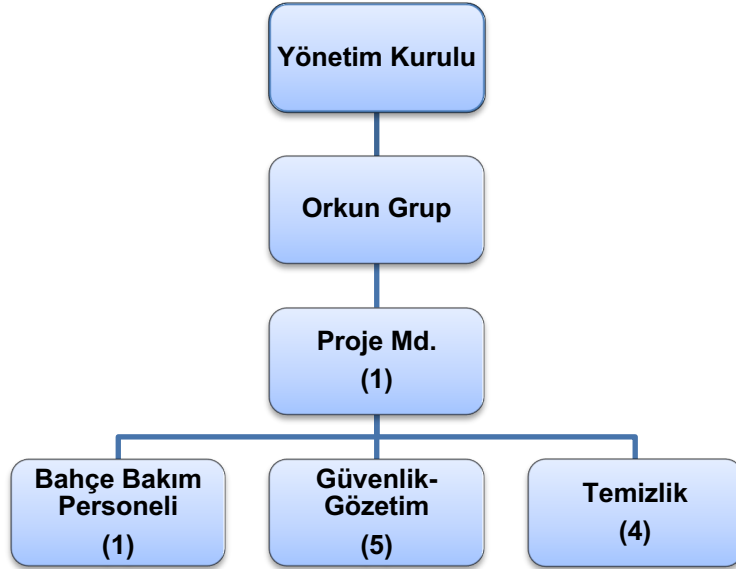 Yönetim Kurulu
Orkun Grup
Proje Md.
(1)
Bahçe Bakım
Personeli
(1)
Güvenlik-
Gözetim
(5)
Temizlik
(4)